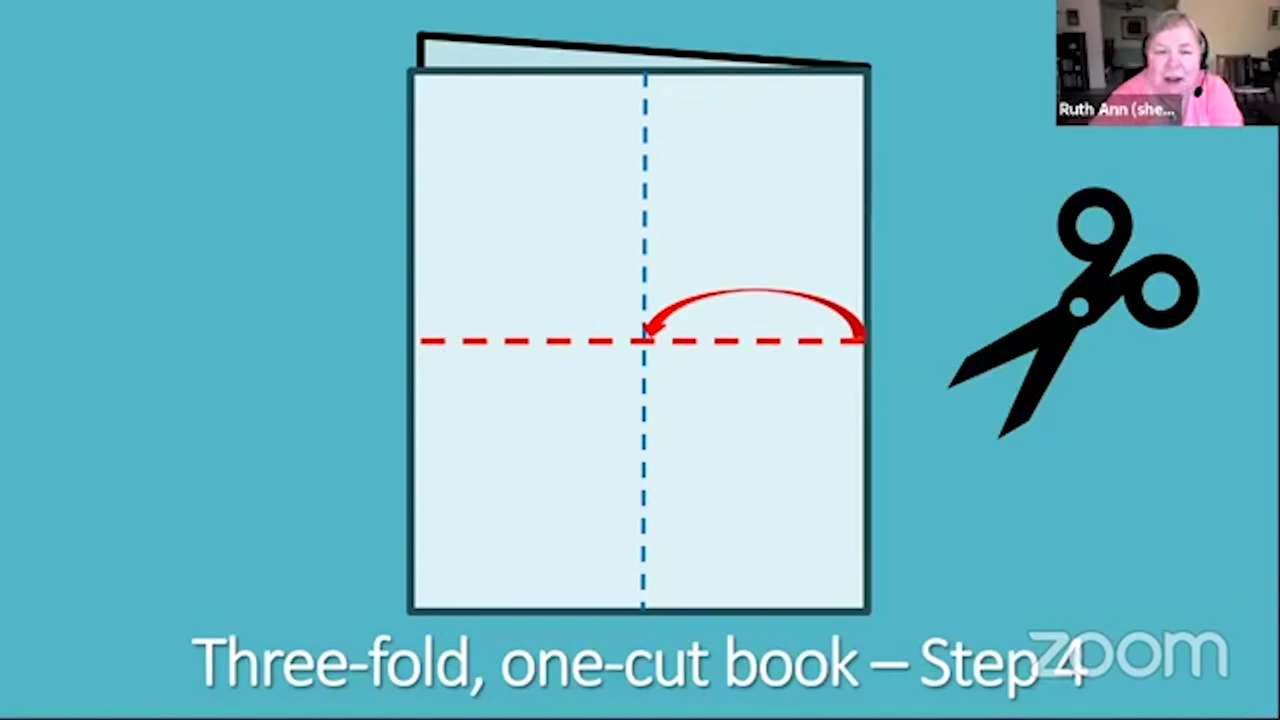 Ruth Ann (she...
Three-fold, one-cut book – Step 4
zoom